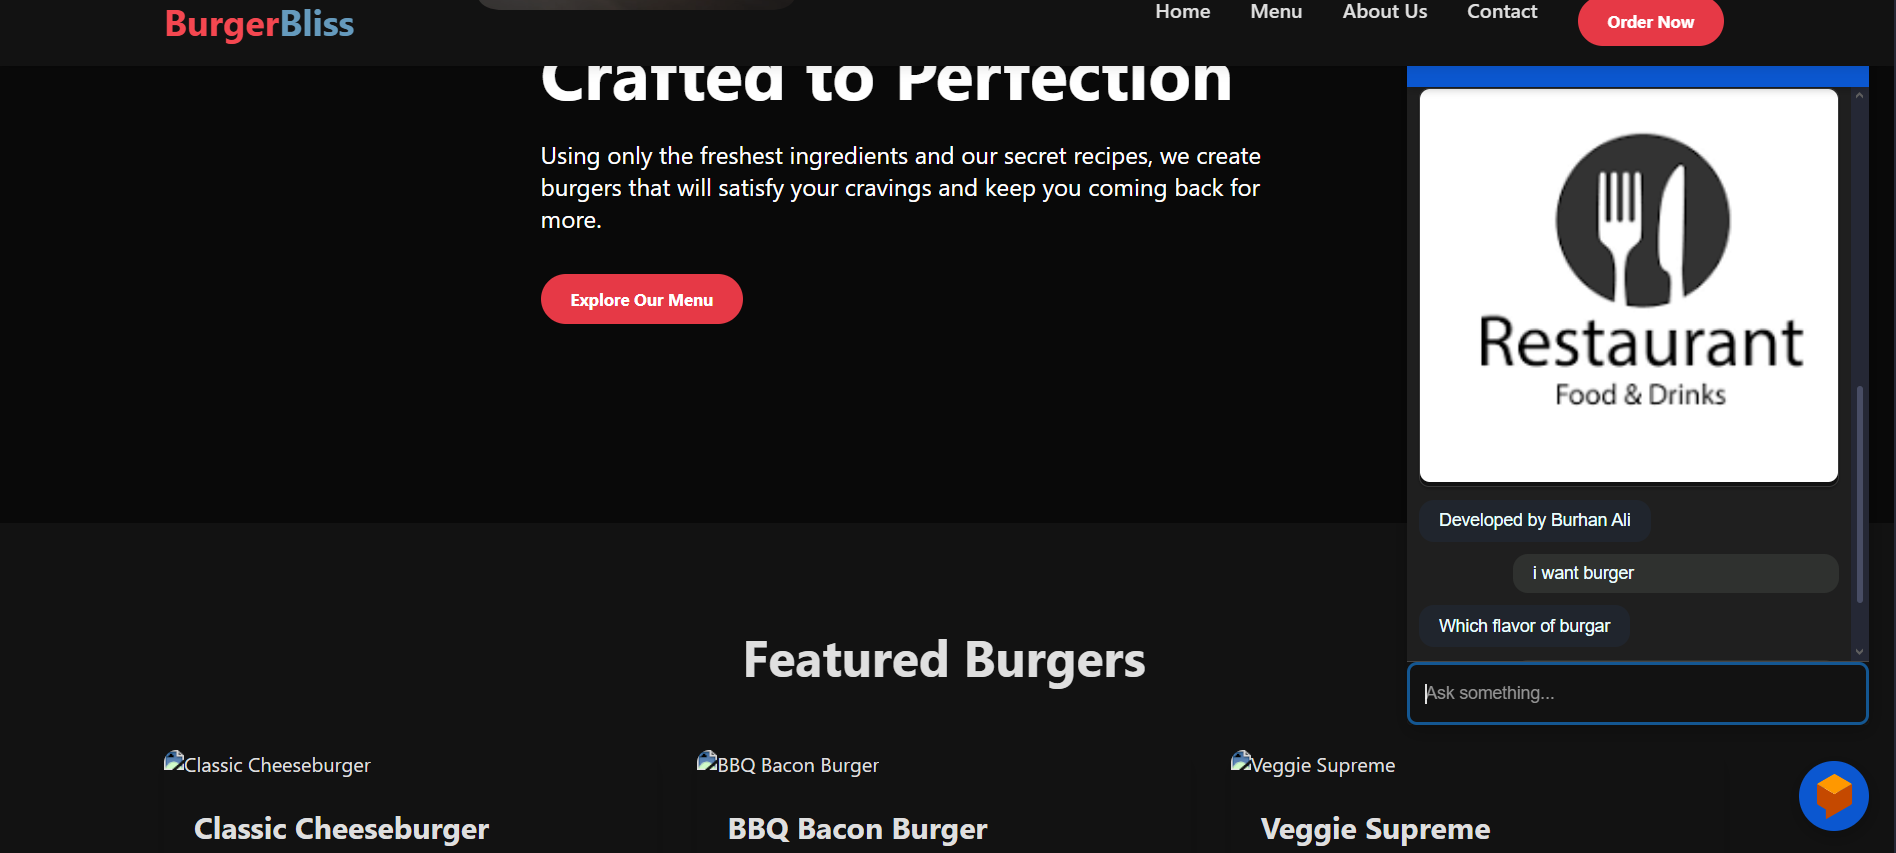 BurgerBliss
Home
Menu
About Us
Contact
Order Now
Crafted to Perfection
Using only the freshest ingredients and our secret recipes, we create
burgers that will satisfy your cravings and keep you coming back for
more.
Explore Our Menu
Featured Burgers
Classic Cheeseburger
BBQ Bacon Burger
Veggie Supreme
Classic Cheeseburger
BBQ Bacon Burger
Veggie Supreme
Restaurant
Food & Drinks
Developed by Burhan Ali
i want burger
Which flavor of burgar
Ask something...